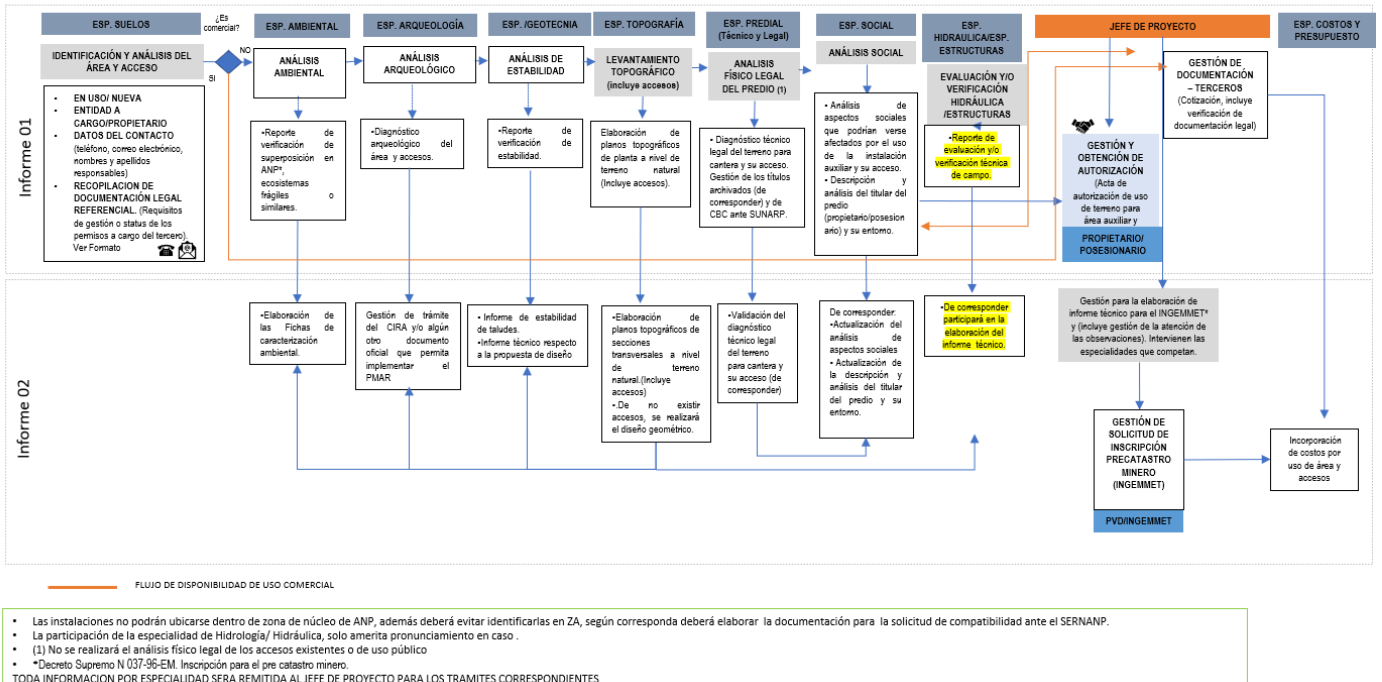 ESP. SUELOS
¿Es
comercial?
ESP. AMBIENTAL
ESP. ARQUEOLOGÍA
ESP. /GEOTECNIA
ESP. TOPOGRAFÍA
ESP. PREDIAL
(Técnico y Legal)
ESP. SOCIAL
ESP.
HIDRAULICA/ESP.
ESTRUCTURAS
JEFE DE PROYECTO
ESP. COSTOS Y
PRESUPUESTO
Informe 01
IDENTIFICACIÓN Y ANÁLISIS DEL
ÁREA Y ACCESO
NO
SI
• EN USO/ NUEVA
• ENTIDAD A
CARGO/PROPIETARIO
• DATOS DEL CONTACTO
(teléfono, correo electrónico,
nombres y apellidos
responsables)
• RECOPILACION DE
DOCUMENTACIÓN LEGAL
REFERENCIAL. (Requisitos
de gestión o status de los
permisos a cargo del tercero).
Ver Formato
ANÁLISIS
AMBIENTAL
•Reporte de
verificación de
superposición en
ANP*,
ecosistemas
frágiles o
similares.
ANÁLISIS
ARQUEOLÓGICO
•Diagnóstico
arqueológico del
área y accesos.
ANÁLISIS DE
ESTABILIDAD
•Reporte de
verificación de
estabilidad.
LEVANTAMIENTO
TOPOGRÁFICO
(incluye accesos)
Elaboración de
planos topográficos
de planta a nivel de
terreno natural
(Incluye accesos).
ANALISIS
FÍSICO LEGAL
DEL PREDIO (1)
• Diagnóstico técnico
legal del terreno para
cantera y su acceso.
Gestión de los títulos
archivados (de
corresponder) y de
CBC ante SUNARP.
ANÁLISIS SOCIAL
• Análisis de
aspectos sociales
que podrían verse
afectados por el uso
de la instalación
auxiliar y su acceso.
• Descripción y
análisis del titular del
predio
(propietario/posesion
ario) y su entorno.
EVALUACIÓN Y/O
VERIFICACIÓN
HIDRÁULICA
/ESTRUCTURAS
•Reporte de
evaluación y/o
verificación técnica
de campo.
GESTIÓN Y
OBTENCIÓN DE
AUTORIZACIÓN
(Acta de
autorización de uso
de terreno para
área auxiliar y
PROPIETARIO/
POSESIONARIO
GESTIÓN DE
DOCUMENTACIÓN
– TERCEROS
(Cotización, incluye
verificación de
documentación legal)
Informe 02
•Elaboración de
las Fichas de
caracterización
ambiental.
Gestión de trámite
del CIRA y/o algún
otro documento
oficial que permita
implementar el
PMAR
• Informe de estabilidad
de taludes.
•Informe técnico respecto
a la propuesta de diseño
•Elaboración de
planos topográficos de
secciones
transversales a nivel
de terreno
natural.(Incluye
accesos)
•.De no existir
accesos, se realizará
el diseño geométrico.
•Validación del
diagnóstico
técnico legal
del terreno
para cantera y
su acceso (de
corresponder)
De corresponder.
•Actualización del
análisis de
aspectos sociales
• Actualización de
la descripción y
análisis del titular
del predio y su
entorno.
•De corresponder
participará en la
elaboración del
informe técnico.
Gestión para la elaboración de
informe técnico para el INGEMMET*
y (incluye gestión de la atención de
las observaciones). Intervienen las
especialidades que competan.
GESTIÓN DE
SOLICITUD DE
INSCRIPCIÓN
PRECATASTRO
MINERO
(INGEMMET)
PVD/INGEMMET
Incorporación
de costos por
uso de área y
accesos
FLUJO DE DISPONIBILIDAD DE USO COMERCIAL
• Las instalaciones no podrán ubicarse dentro de zona de núcleo de ANP, además deberá evitar identificarlas en ZA, según corresponda deberá elaborar la documentación para la solicitud de compatibilidad ante el SERNANP.
• La participación de la especialidad de Hidrología/ Hidráulica, solo amerita pronunciamiento en caso .
• (1) No se realizará el análisis físico legal de los accesos existentes o de uso público
• *Decreto Supremo N 037-96-EM. Inscripción para el pre catastro minero.
TODA INFORMACION POR ESPECIALIDAD SERA REMITIDA AL JEFE DE PROYECTO PARA LOS TRAMITES CORRESPONDIENTES